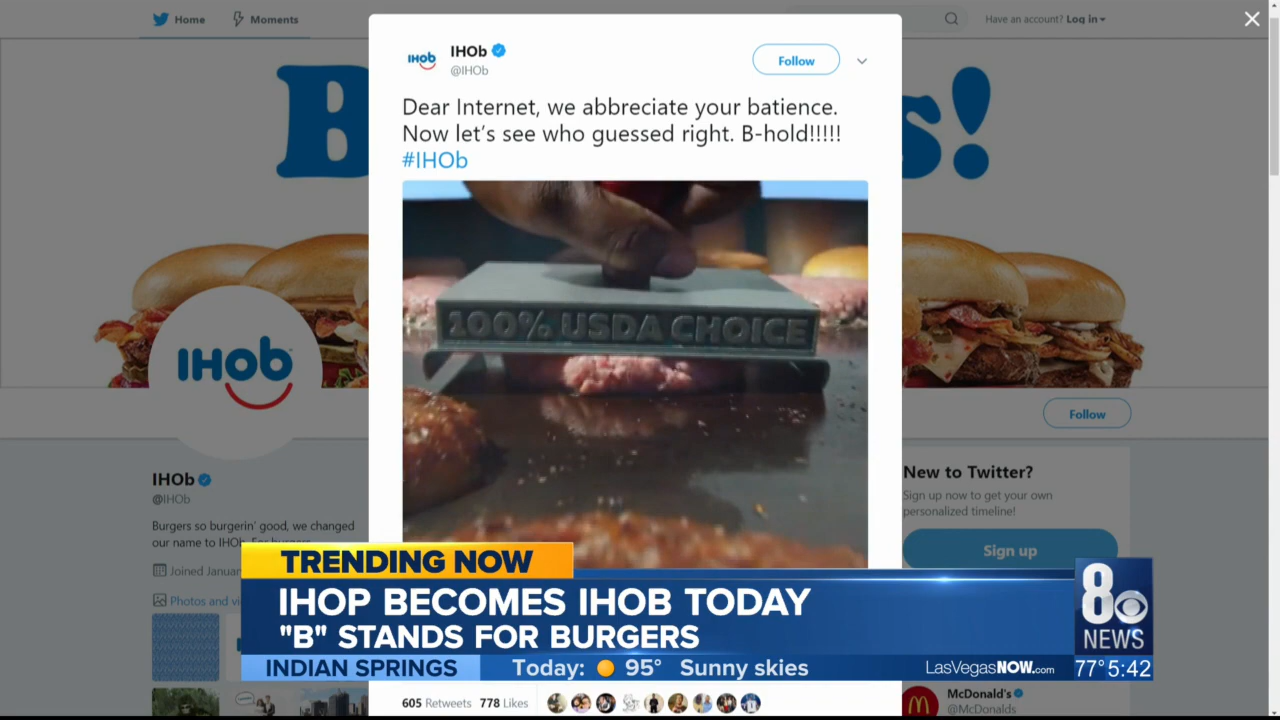 Home
Moments
Have an account? Log in
IHOb
IHOb
@IHOb
Follow
Dear Internet, we abbreciate your batience.
Now let's see who guessed right. B-hold!!!!!
#IHOb
B s!
100% USDA CHOICE
IHOb
Follow
IHOb
@IHOb
Burgers so burgerin' good, we changed
our name to IHOb. For burgers
Joined Januar
Photos and vi
New to Twitter?
Sign up now to get your own
personalized timeline!
Sign up
TRENDING NOW
IHOP BECOMES IHOB TODAY
"B" STANDS FOR BURGERS
8 NEWS
INDIAN SPRINGS Today: 95° Sunny skies LasVegasNOW.com 77° 5:42
605 Retweets 778 Likes
McDonald's
@McDonalds